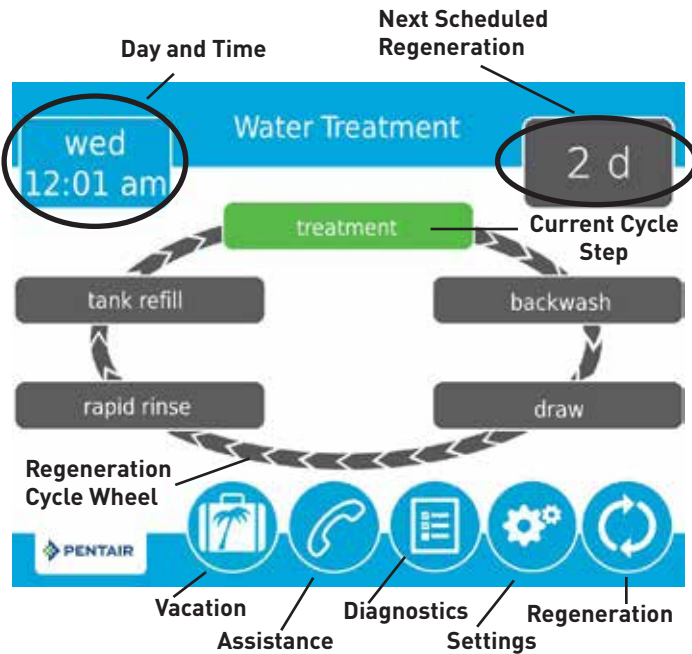 Day and Time
Next Scheduled
Regeneration
wed
12:01 am
Water Treatment
2 d
treatment
Current Cycle
Step
tank refill
backwash
rapid rinse
draw
Regeneration
Cycle Wheel
PENTAIR
Vacation
Assistance
Diagnostics
Settings
Regeneration